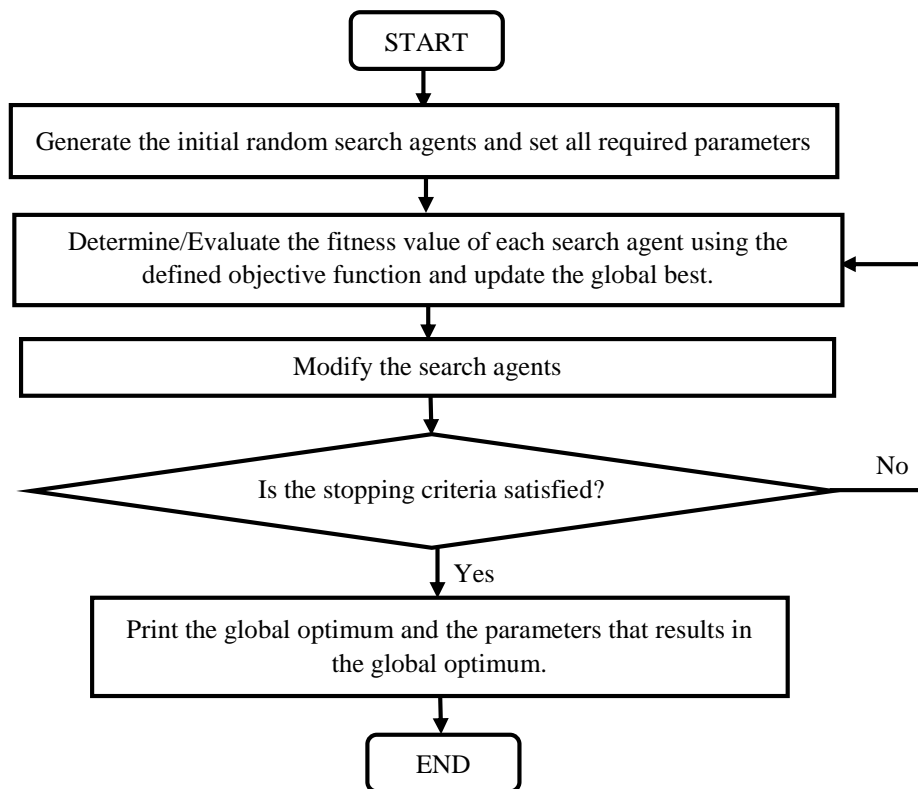 START
Generate the initial random search agents and set all required parameters
Determine/Evaluate the fitness value of each search agent using the
defined objective function and update the global best.
Modify the search agents
No
Is the stopping criteria satisfied?
Yes
Print the global optimum and the parameters that results in
the global optimum.
END